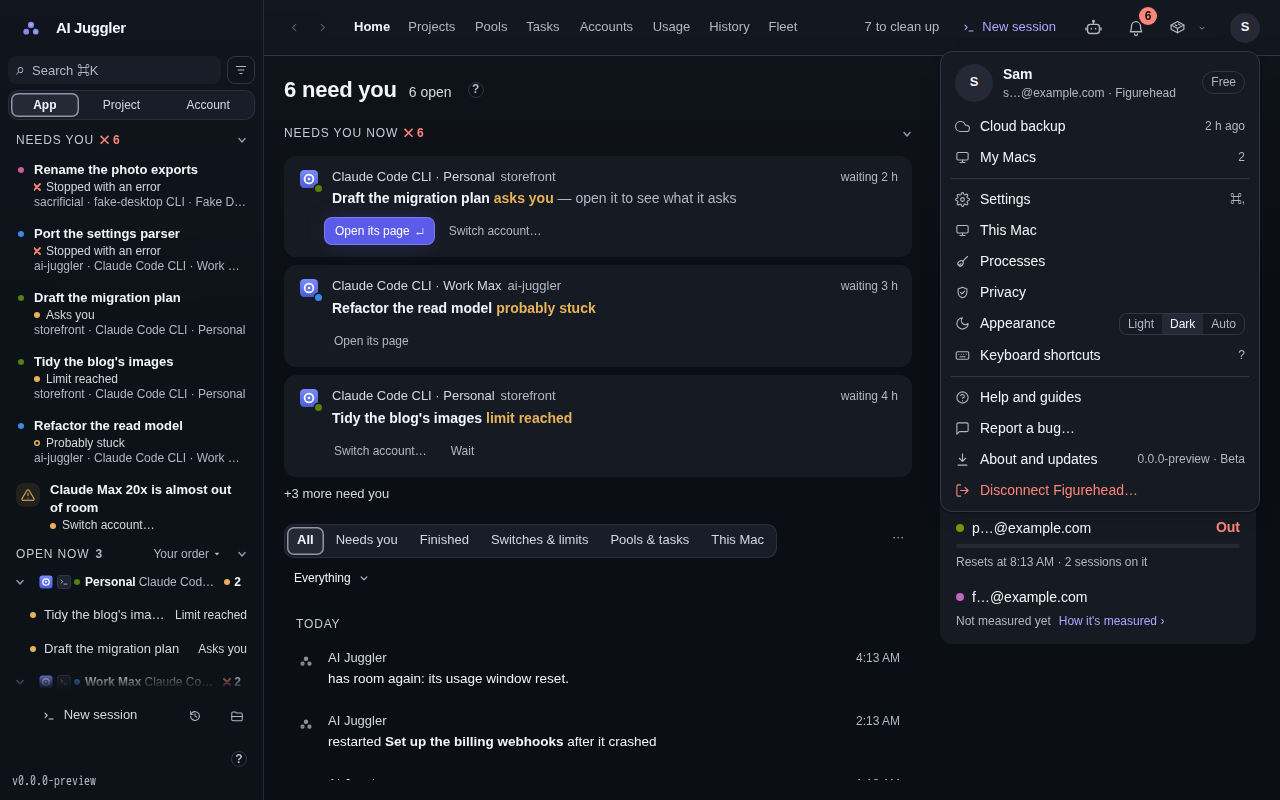 AI Juggler
Search ⌘K
App Project Account
NEEDS YOU 6
Rename the photo exports
Stopped with an error
sacrificial · fake-desktop CLI · Fake D…
Port the settings parser
Stopped with an error
ai-juggler · Claude Code CLI · Work …
Draft the migration plan
Asks you
storefront · Claude Code CLI · Personal
Tidy the blog's images
Limit reached
storefront · Claude Code CLI · Personal
Refactor the read model
Probably stuck
ai-juggler · Claude Code CLI · Work …
Claude Max 20x is almost out
of room
Switch account…
OPEN NOW 3 Your order
Personal Claude Cod… 2
Tidy the blog's ima… Limit reached
Draft the migration plan Asks you
Work Max Claude Co… 2
New session
?
v0.0.0-preview
Home Projects Pools Tasks Accounts Usage History Fleet 7 to clean up New session 6 S
6 need you 6 open ?
NEEDS YOU NOW 6
Claude Code CLI · Personal storefront waiting 2 h
Draft the migration plan asks you — open it to see what it asks
Open its page Switch account…
Claude Code CLI · Work Max ai-juggler waiting 3 h
Refactor the read model probably stuck
Open its page
Claude Code CLI · Personal storefront waiting 4 h
Tidy the blog's images limit reached
Switch account… Wait
+3 more need you
All Needs you Finished Switches & limits Pools & tasks This Mac ...
Everything
TODAY
AI Juggler 4:13 AM
has room again: its usage window reset.
AI Juggler 2:13 AM
restarted Set up the billing webhooks after it crashed
S Sam Free
s…@example.com · Figurehead
Cloud backup 2 h ago
My Macs 2
Settings ⌘,
This Mac
Processes
Privacy
Appearance Light Dark Auto
Keyboard shortcuts ?
Help and guides
Report a bug…
About and updates 0.0.0-preview · Beta
Disconnect Figurehead…
p…@example.com Out
Resets at 8:13 AM · 2 sessions on it
f…@example.com
Not measured yet How it's measured ›